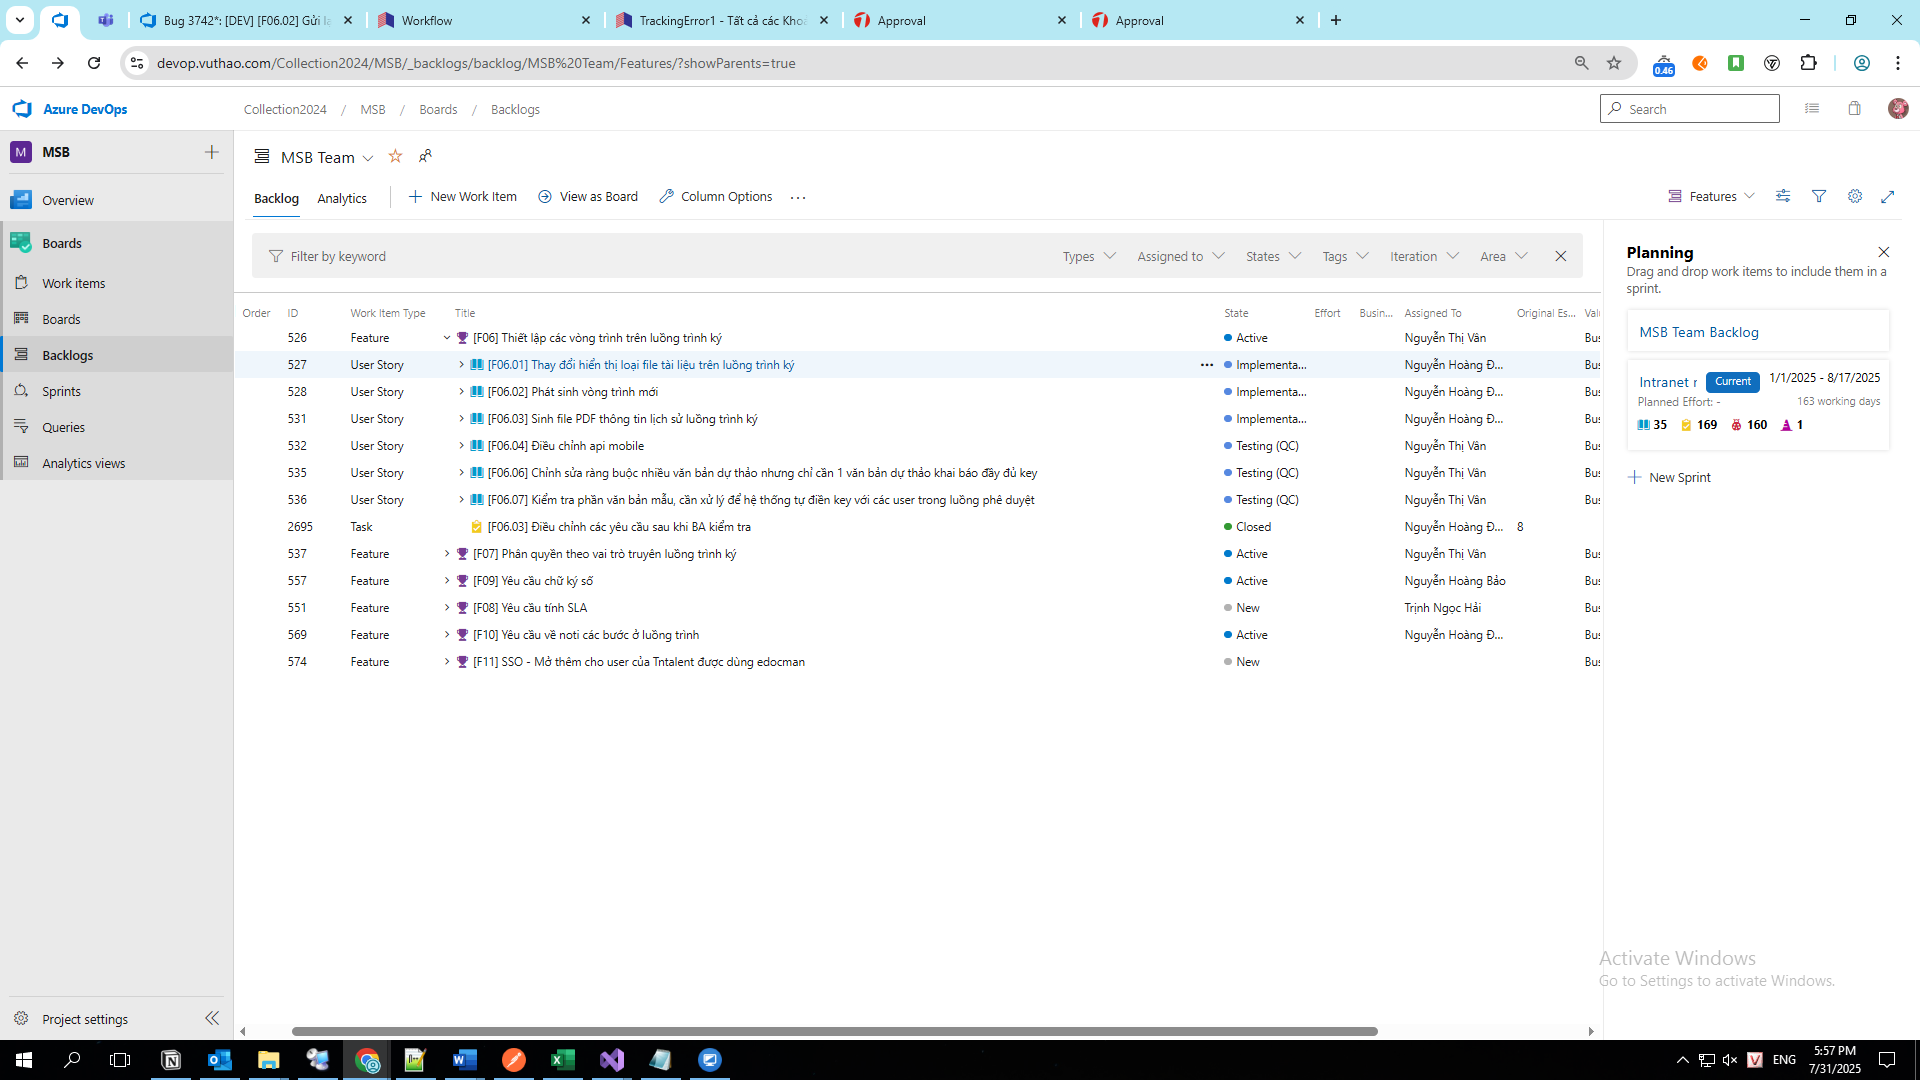 Bug 3742*: [DEV] [F06.02] Gửi lạ
Workflow
TrackingError1 - Tất cả các Khoả
Approval
Approval
devop.vuthao.com/Collection2024/MSB/_backlogs/backlog/MSB%20Team/Features/?showParents=true
0.46
Azure DevOps
Collection2024 / MSB / Boards / Backlogs
Search
M MSB
Overview
Boards
Work items
Boards
Backlogs
Sprints
Queries
Analytics views
Project settings
MSB Team
Backlog Analytics New Work Item View as Board Column Options
Features
Filter by keyword Types Assigned to States Tags Iteration Area
Order ID Work Item Type Title State Effort Busin... Assigned To Original Es... Valu
526 Feature [F06] Thiết lập các vòng trình trên luồng trình ký Active Nguyễn Thị Vân Bus
527 User Story [F06.01] Thay đổi hiển thị loại file tài liệu trên luồng trình ký Implementa... Nguyễn Hoàng Đ... Bus
528 User Story [F06.02] Phát sinh vòng trình mới Implementa... Nguyễn Hoàng Đ... Bus
531 User Story [F06.03] Sinh file PDF thông tin lịch sử luồng trình ký Implementa... Nguyễn Hoàng Đ... Bus
532 User Story [F06.04] Điều chỉnh api mobile Testing (QC) Nguyễn Thị Vân Bus
535 User Story [F06.06] Chỉnh sửa ràng buộc nhiều văn bản dự thảo nhưng chỉ cần 1 văn bản dự thảo khai báo đầy đủ key Testing (QC) Nguyễn Thị Vân Bus
536 User Story [F06.07] Kiểm tra phần văn bản mẫu, cần xử lý để hệ thống tự điền key với các user trong luồng phê duyệt Testing (QC) Nguyễn Thị Vân Bus
2695 Task [F06.03] Điều chỉnh các yêu cầu sau khi BA kiểm tra Closed Nguyễn Hoàng Đ... 8
537 Feature [F07] Phân quyền theo vai trò truyên luồng trình ký Active Nguyễn Thị Vân Bus
557 Feature [F09] Yêu cầu chữ ký số Active Nguyễn Hoàng Bảo Bus
551 Feature [F08] Yêu cầu tính SLA New Trịnh Ngọc Hải Bus
569 Feature [F10] Yêu cầu về noti các bước ở luồng trình Active Nguyễn Hoàng Đ... Bus
574 Feature [F11] SSO - Mở thêm cho user của Tntalent được dùng edocman New Bus
Planning
Drag and drop work items to include them in a
sprint.
MSB Team Backlog
Intranet r Current 1/1/2025 - 8/17/2025
Planned Effort: - 163 working days
35 169 160 1
New Sprint
Activate Windows
Go to Settings to activate Windows.
ENG
5:57 PM
7/31/2025